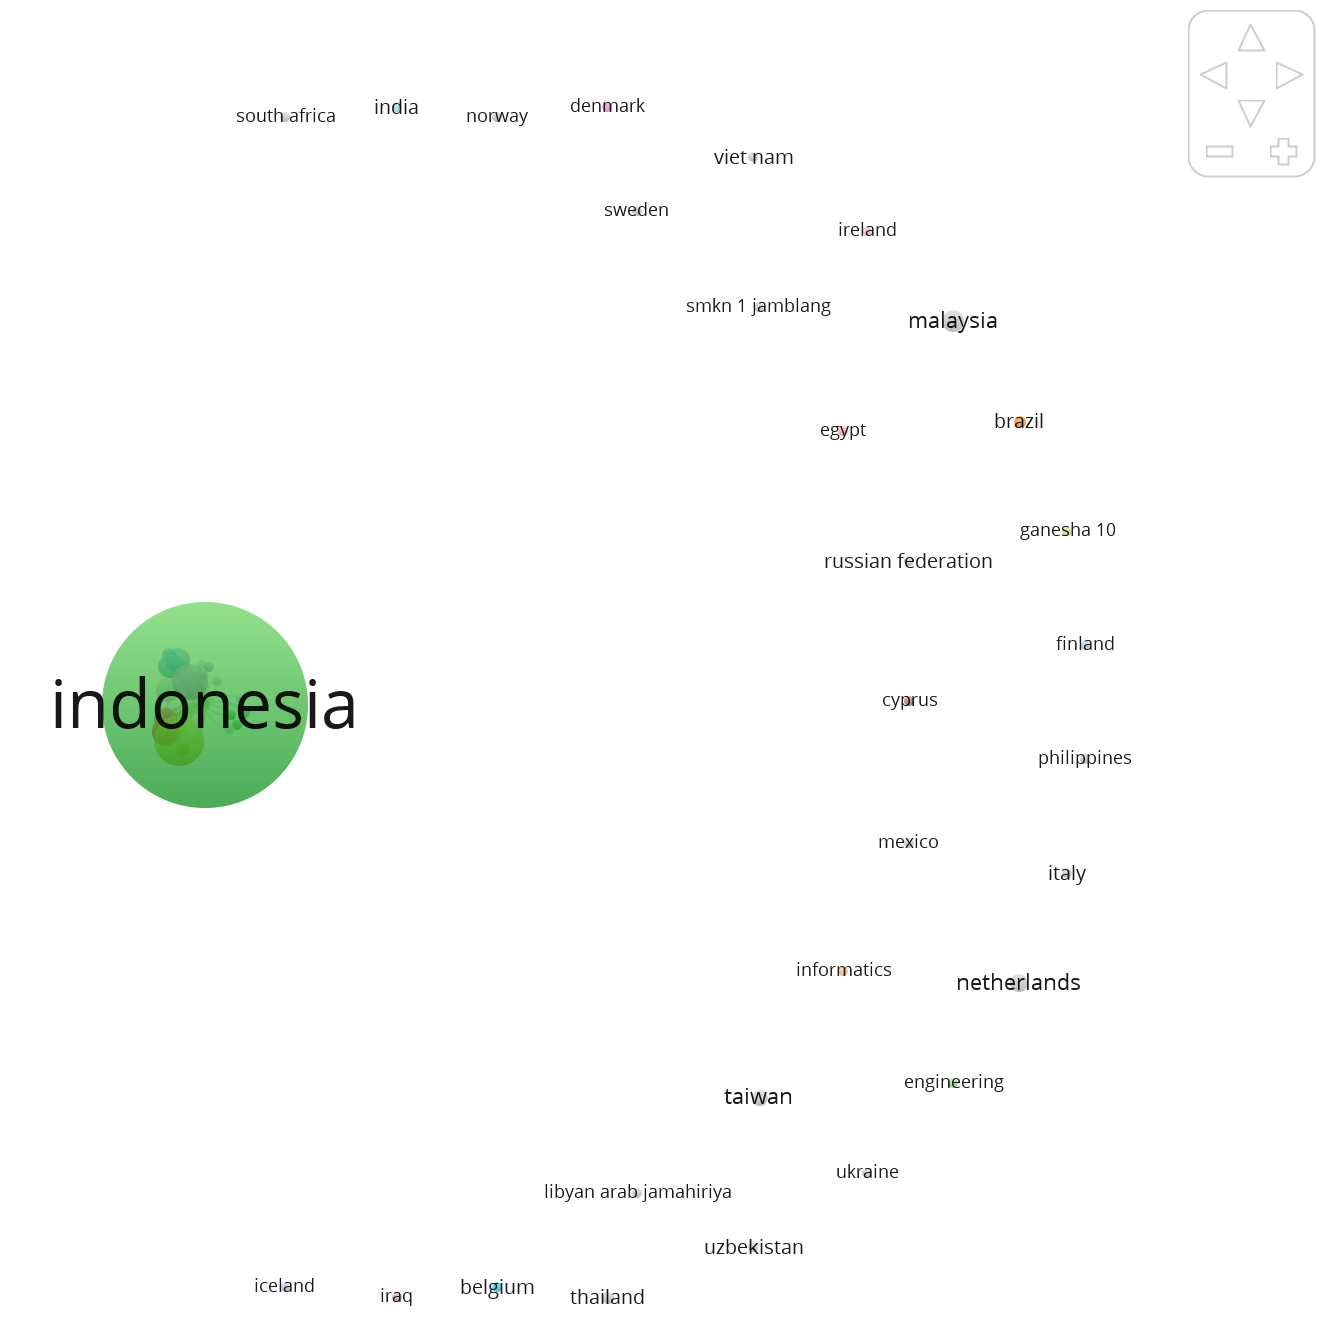 south africa
india
norway
denmark
viet nam
sweden
ireland
smkn 1 jamblang
malaysia
brazil
egypt
ganesha 10
russian federation
finland
indonesia
cyprus
philippines
mexico
italy
informatics
netherlands
engineering
taiwan
ukraine
libyan arab jamahiriya
uzbekistan
iceland
iraq
belgium
thailand